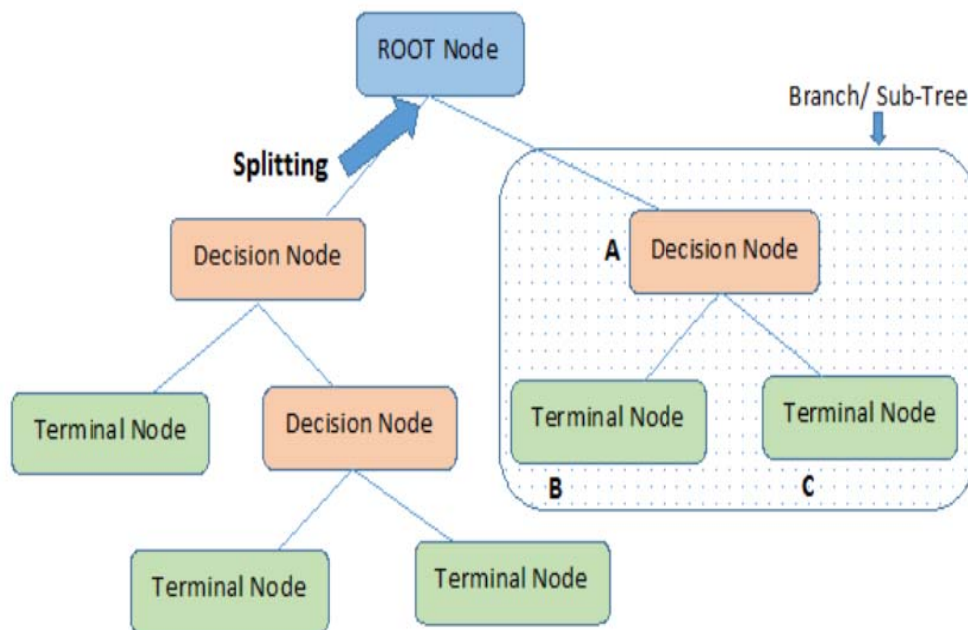 ROOT Node
Branch/ Sub-Tree
Splitting
Decision Node
A
Decision Node
Terminal Node
Decision Node
Terminal Node
Terminal Node
B
C
Terminal Node
Terminal Node